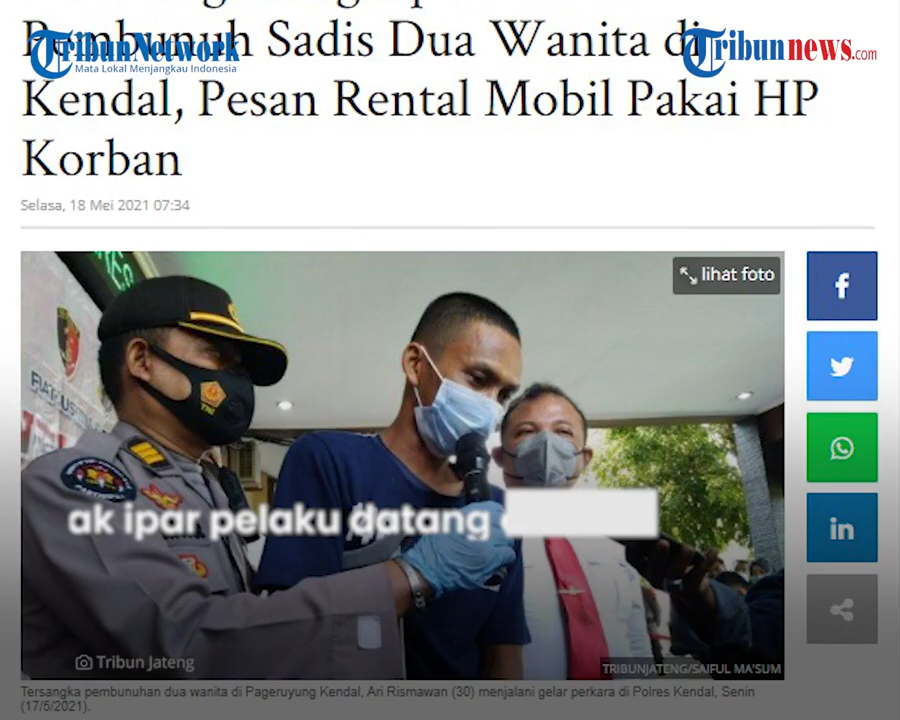 Pembunuh Sadis Dua Wanita di
Kendal, Pesan Rental Mobil Pakai HP
Korban
TribunNetwork
Mata Lokal Menjangkau Indonesia
Tribunnews.com
Selasa, 18 Mei 2021 07:34
lihat foto
TNI
ak ipar pelaku datang
Tribun Jateng
TRIBUNJATENG/SAIFUL MA'SUM
Tersangka pembunuhan dua wanita di Pageruyung Kendal, Ari Rismawan (30) menjalani gelar perkara di Polres Kendal, Senin
(17/5/2021).